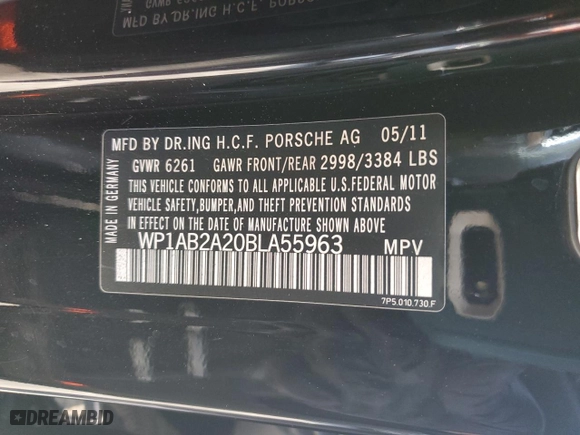 MFD BY DR.ING H.C.F. PORSCHE AG 05/11
GVWR 6261 GAWR FRONT/REAR 2998/3384 LBS
THIS VEHICLE CONFORMS TO ALL APPLICABLE U.S.FEDERAL MOTOR
VEHICLE SAFETY,BUMPER,AND THEFT PREVENTION STANDARDS
IN EFFECT ON THE DATE OF MANUFACTURE SHOWN ABOVE
WP1AB2A20BLA55963 MPV
MADE IN GERMANY
7P5.010.730.F
DREAMBID